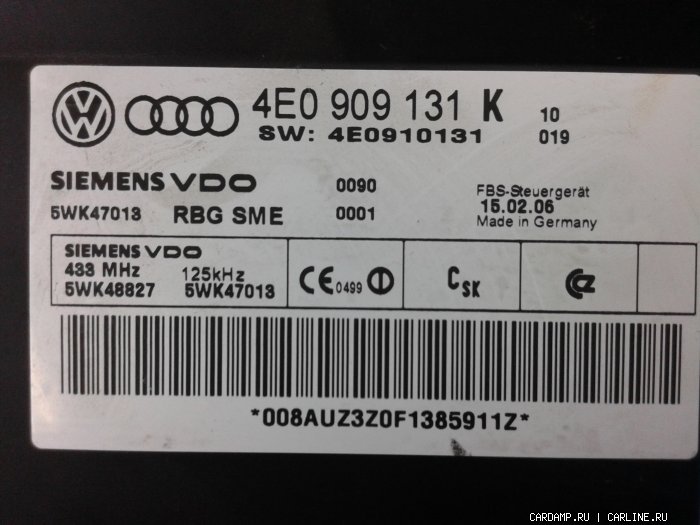 4E0 909 131 K 10
SW: 4E0910131 019
SIEMENS VDO 0090 FBS-Steuergerät
5WK47013 RBG SME 0001 15.02.06
Made in Germany
SIEMENS VDO
433 MHz 125kHz
5WK48827 5WK47013
CE 0499
CSK
*008AUZ3Z0F1385911Z*
CARDAMP.RU | CARLINE.RU